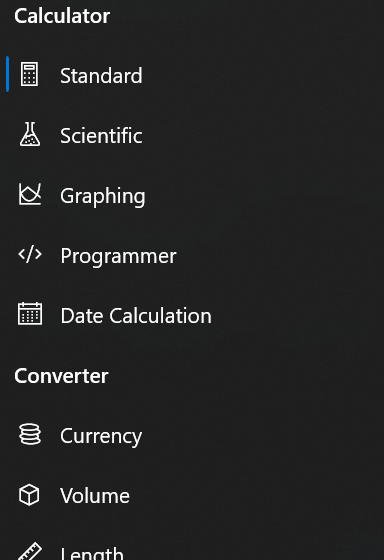 Calculator
Standard
Scientific
Graphing
Programmer
Date Calculation
Converter
Currency
Volume
Length